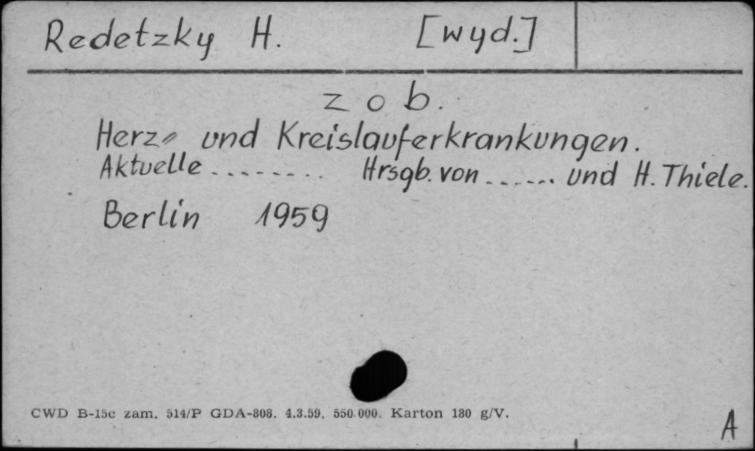 Redetzky H. [wyd.]
zob.
Herz= und Kreislauferkrankungen.
Aktuelle ........ Hrsgb. von ...... und H. Thiele.
Berlin 1959
CWD B-15c zam. 514/P GDA-808. 4.3.59. 550.000. Karton 180 g/V.
A